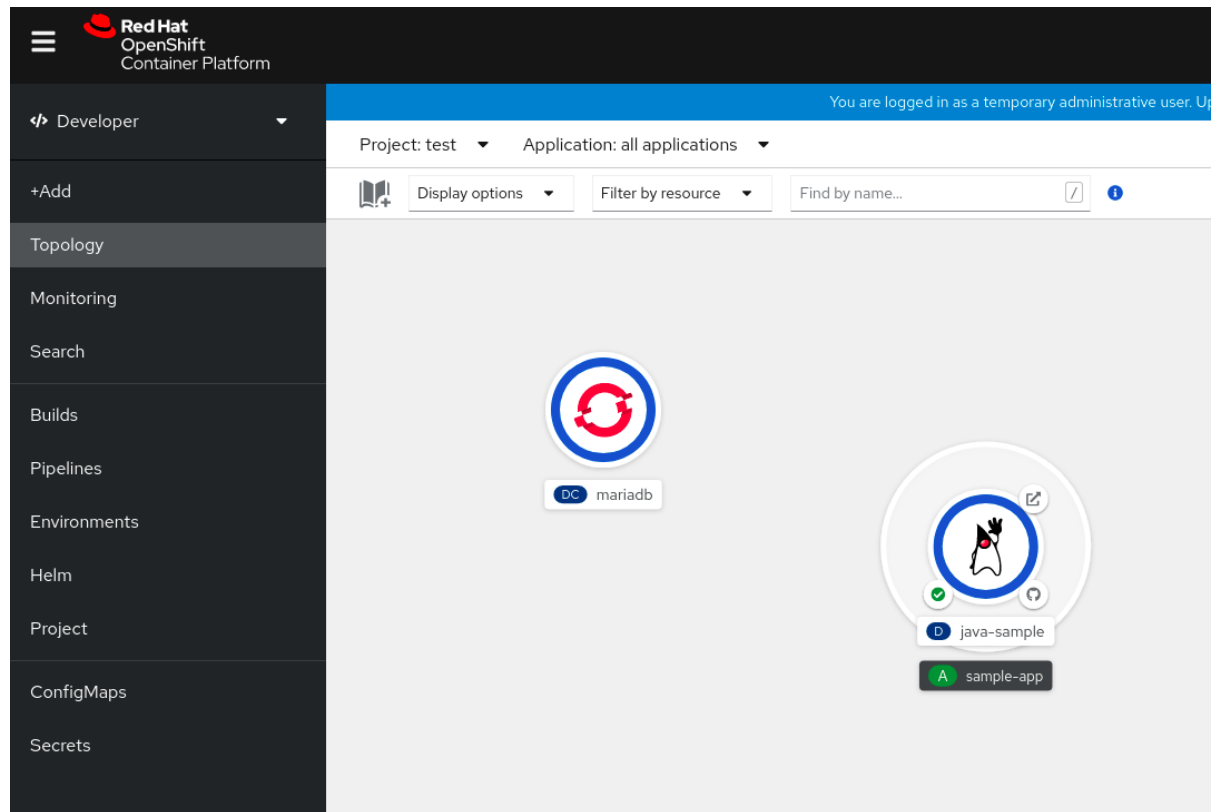 Red Hat
OpenShift
Container Platform
</> Developer
You are logged in as a temporary administrative user. Up
Project: test
Application: all applications
+Add
Display options
Filter by resource
Find by name...
/
Topology
Monitoring
Search
Builds
Pipelines
Environments
Helm
Project
ConfigMaps
Secrets
DC mariadb
D java-sample
A sample-app